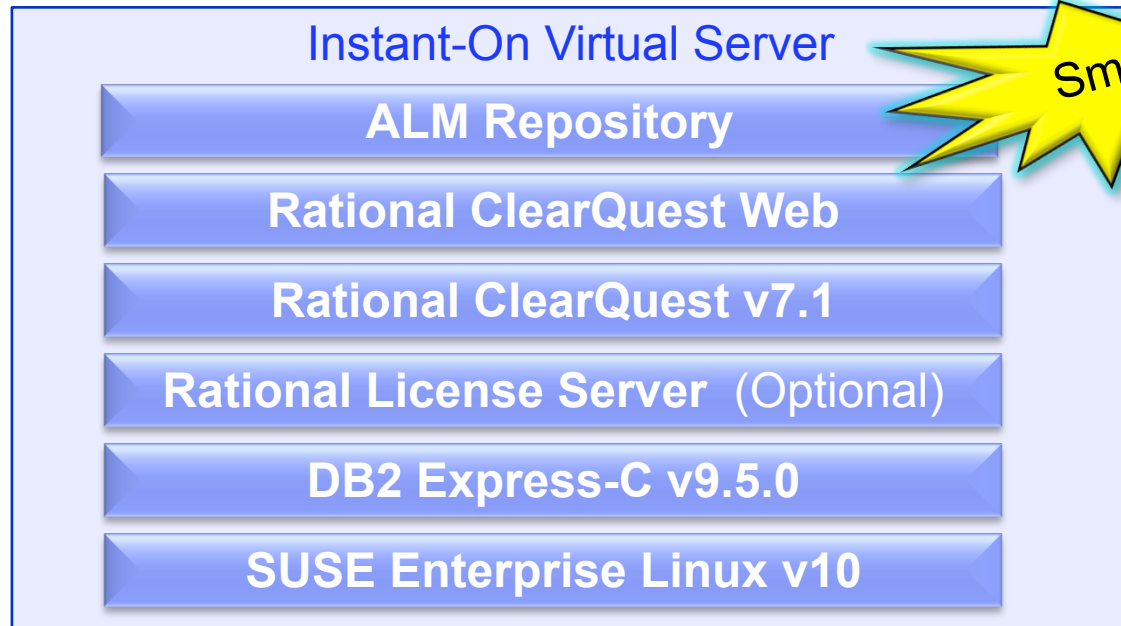 Instant-On Virtual Server
ALM Repository
Rational ClearQuest Web
Rational ClearQuest v7.1
Rational License Server (Optional)
DB2 Express-C v9.5.0
SUSE Enterprise Linux v10